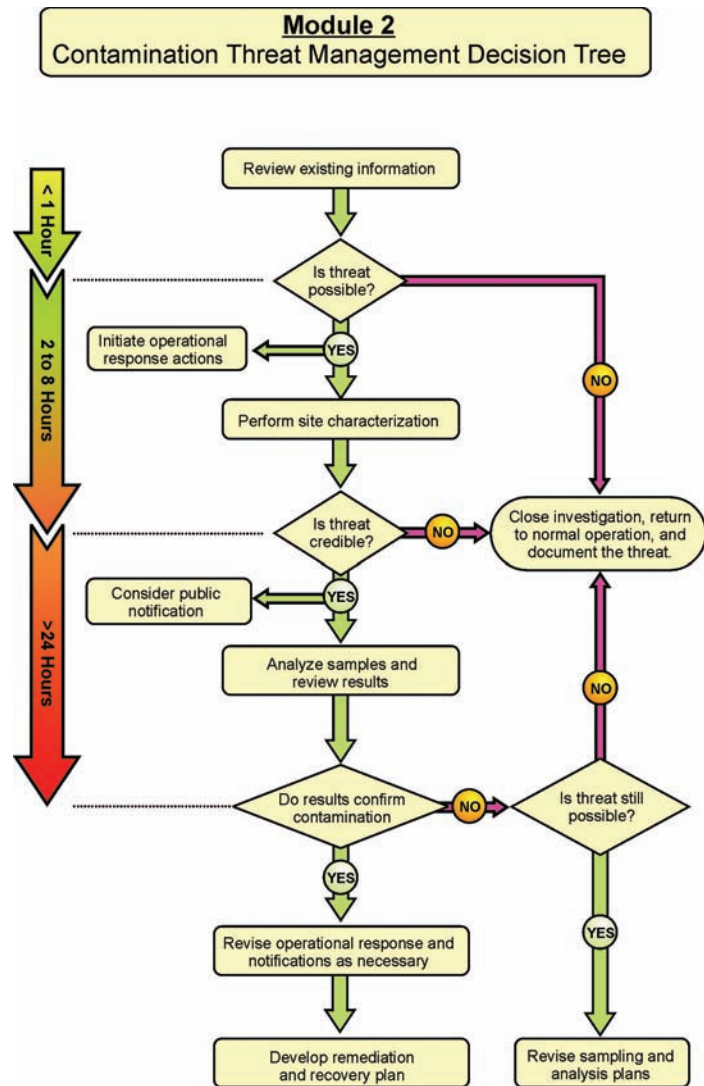 Module 2
Contamination Threat Management Decision Tree
Review existing information
< 1 Hour
Is threat
possible?
Initiate operational
response actions
YES
NO
2 to 8 Hours
Perform site characterization
Is threat
credible?
NO
Close investigation, return
to normal operation, and
document the threat.
Consider public
notification
YES
>24 Hours
Analyze samples and
review results
NO
Do results confirm
contamination
NO
Is threat still
possible?
YES
YES
Revise operational response and
notifications as necessary
Develop remediation
and recovery plan
Revise sampling and
analysis plans